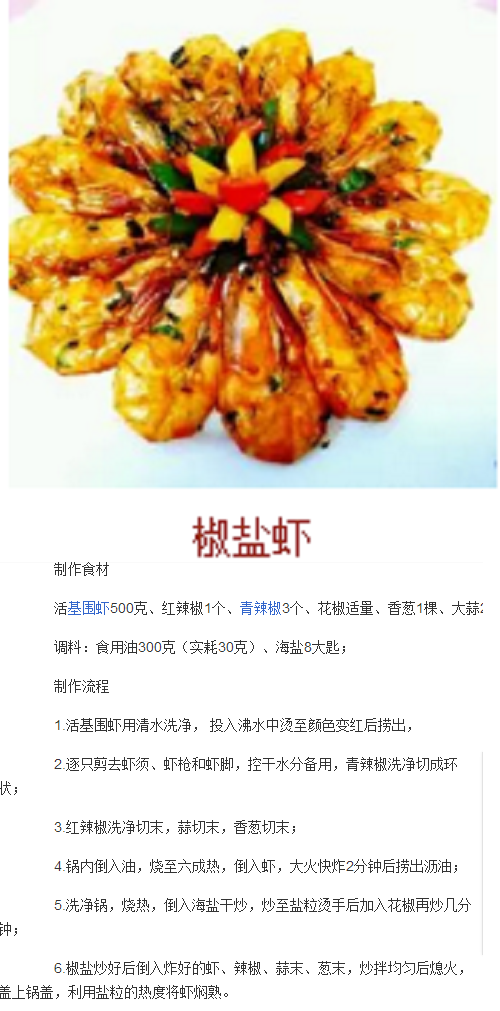 椒盐虾
制作食材
活基围虾500克、红辣椒1个、青辣椒3个、花椒适量、香葱1棵、大蒜
调料：食用油300克（实耗30克）、海盐8大匙；
制作流程
1.活基围虾用清水洗净， 投入沸水中烫至颜色变红后捞出，
2.逐只剪去虾须、虾枪和虾脚，控干水分备用，青辣椒洗净切成环
状；
3.红辣椒洗净切末，蒜切末，香葱切末；
4.锅内倒入油，烧至六成热，倒入虾，大火快炸2分钟后捞出沥油；
5.洗净锅，烧热，倒入海盐干炒，炒至盐粒烫手后加入花椒再炒几分
钟；
6.椒盐炒好后倒入炸好的虾、辣椒、蒜末、葱末，炒拌均匀后熄火，
盖上锅盖，利用盐粒的热度将虾焖熟。